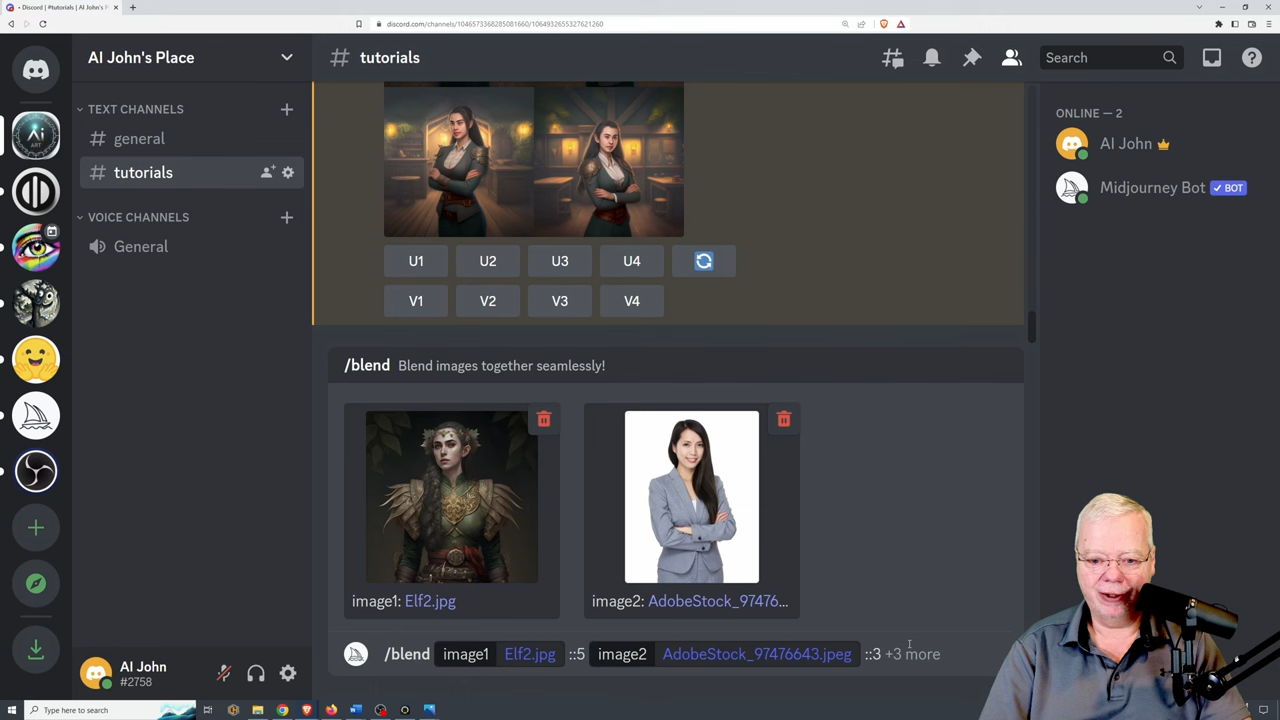 • Discord | #tutorials | AI John's P
discord.com/channels/1046573368285081660/1064932655327621260
AI John's Place
tutorials
Search
TEXT CHANNELS
general
tutorials
VOICE CHANNELS
General
ONLINE — 2
AI John
Midjourney Bot ✓ BOT
Ai
ART
U1 U2 U3 U4
V1 V2 V3 V4
/blend Blend images together seamlessly!
image1: Elf2.jpg
image2: AdobeStock_97476...
/blend image1 Elf2.jpg ::5 image2 AdobeStock_97476643.jpeg ::3 +3 more
AI John
#2758
Type here to search